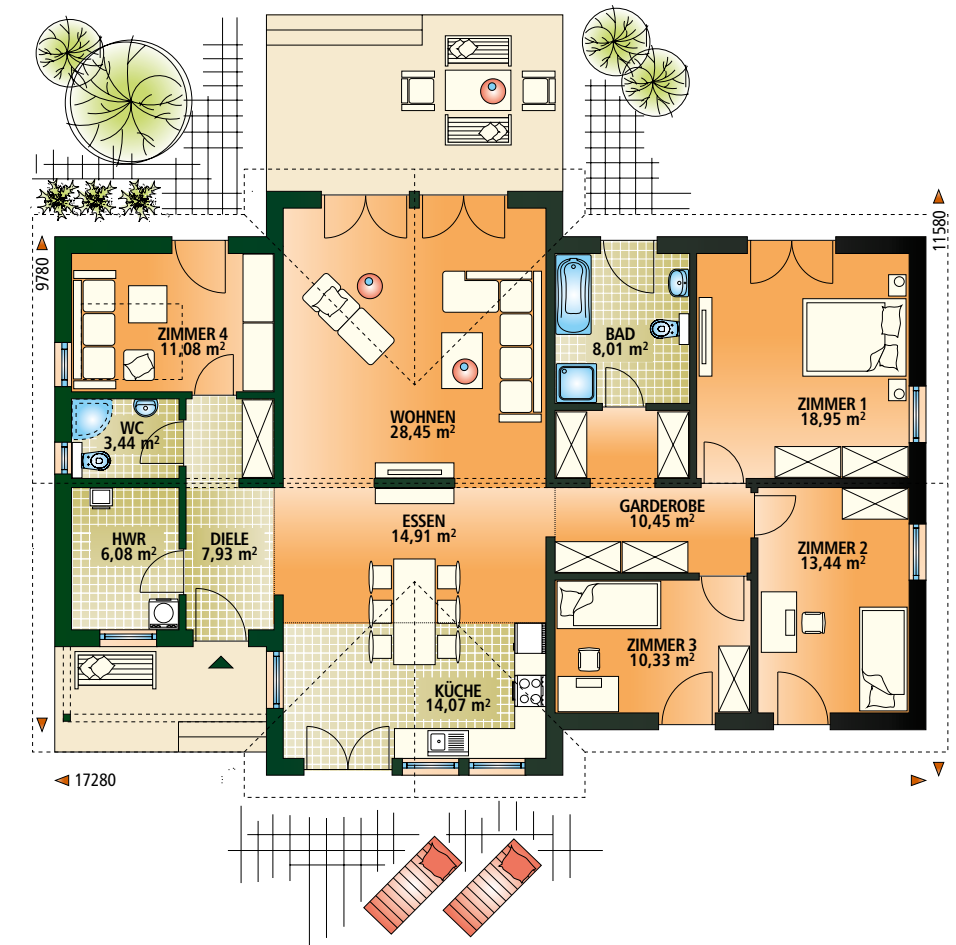 9780
11580
ZIMMER 4
11,08 m²
BAD
8,01 m²
WOHNEN
28,45 m²
ZIMMER 1
18,95 m²
WC
3,44 m²
HWR
6,08 m²
DIELE
7,93 m²
ESSEN
14,91 m²
GARDEROBE
10,45 m²
ZIMMER 2
13,44 m²
ZIMMER 3
10,33 m²
KÜCHE
14,07 m²
17280